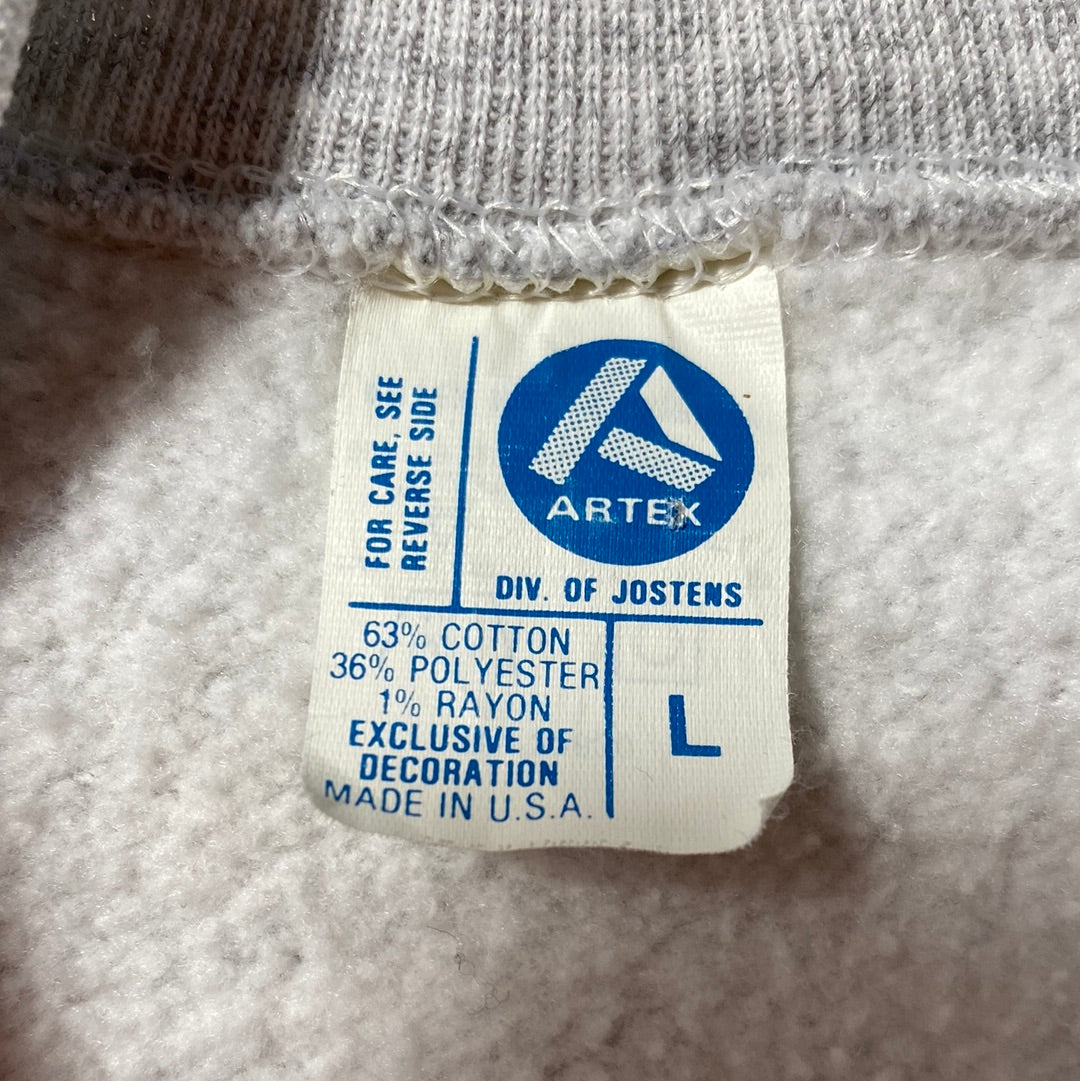 FOR CARE, SEE
REVERSE SIDE
ARTEX
DIV. OF JOSTENS
63% COTTON
36% POLYESTER
1% RAYON
EXCLUSIVE OF
DECORATION
MADE IN U.S.A.
L